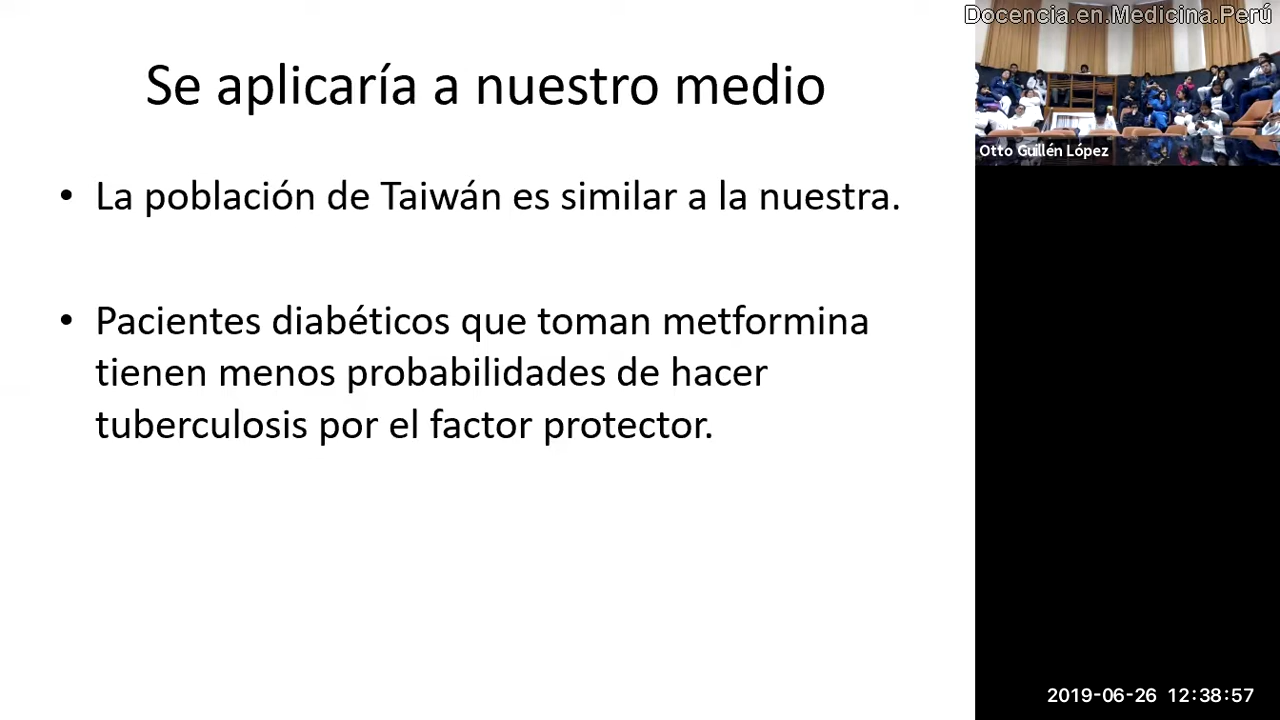 Docencia.en.Medicina.Perú
Se aplicaría a nuestro medio
Otto Guillén López
• La población de Taiwán es similar a la nuestra.
• Pacientes diabéticos que toman metformina
tienen menos probabilidades de hacer
tuberculosis por el factor protector.
2019-06-26 12:38:57